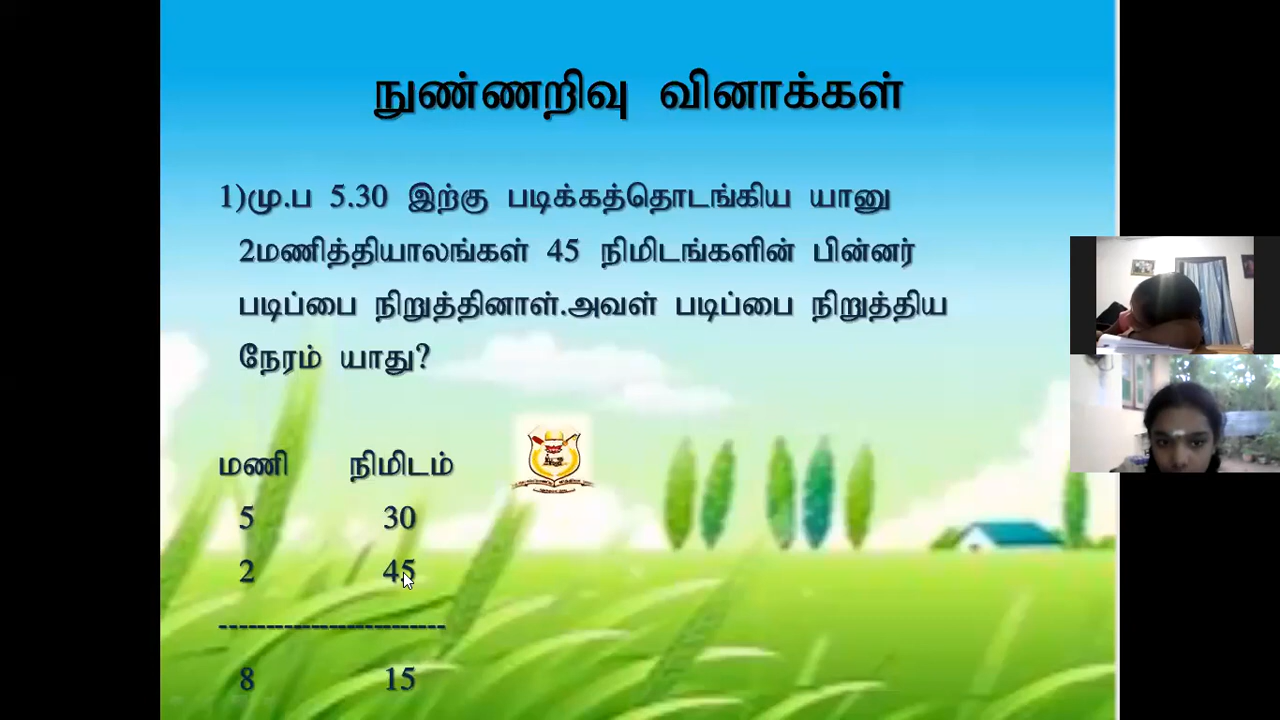 நுண்ணறிவு வினாக்கள்
1)மு.ப 5.30 இற்கு படிக்கத்தொடங்கிய யானு
2மணித்தியாலங்கள் 45 நிமிடங்களின் பின்னர்
படிப்பை நிறுத்தினாள்.அவள் படிப்பை நிறுத்திய
நேரம் யாது?
மணி நிமிடம்
5 30
2 45
------------------------
8 15